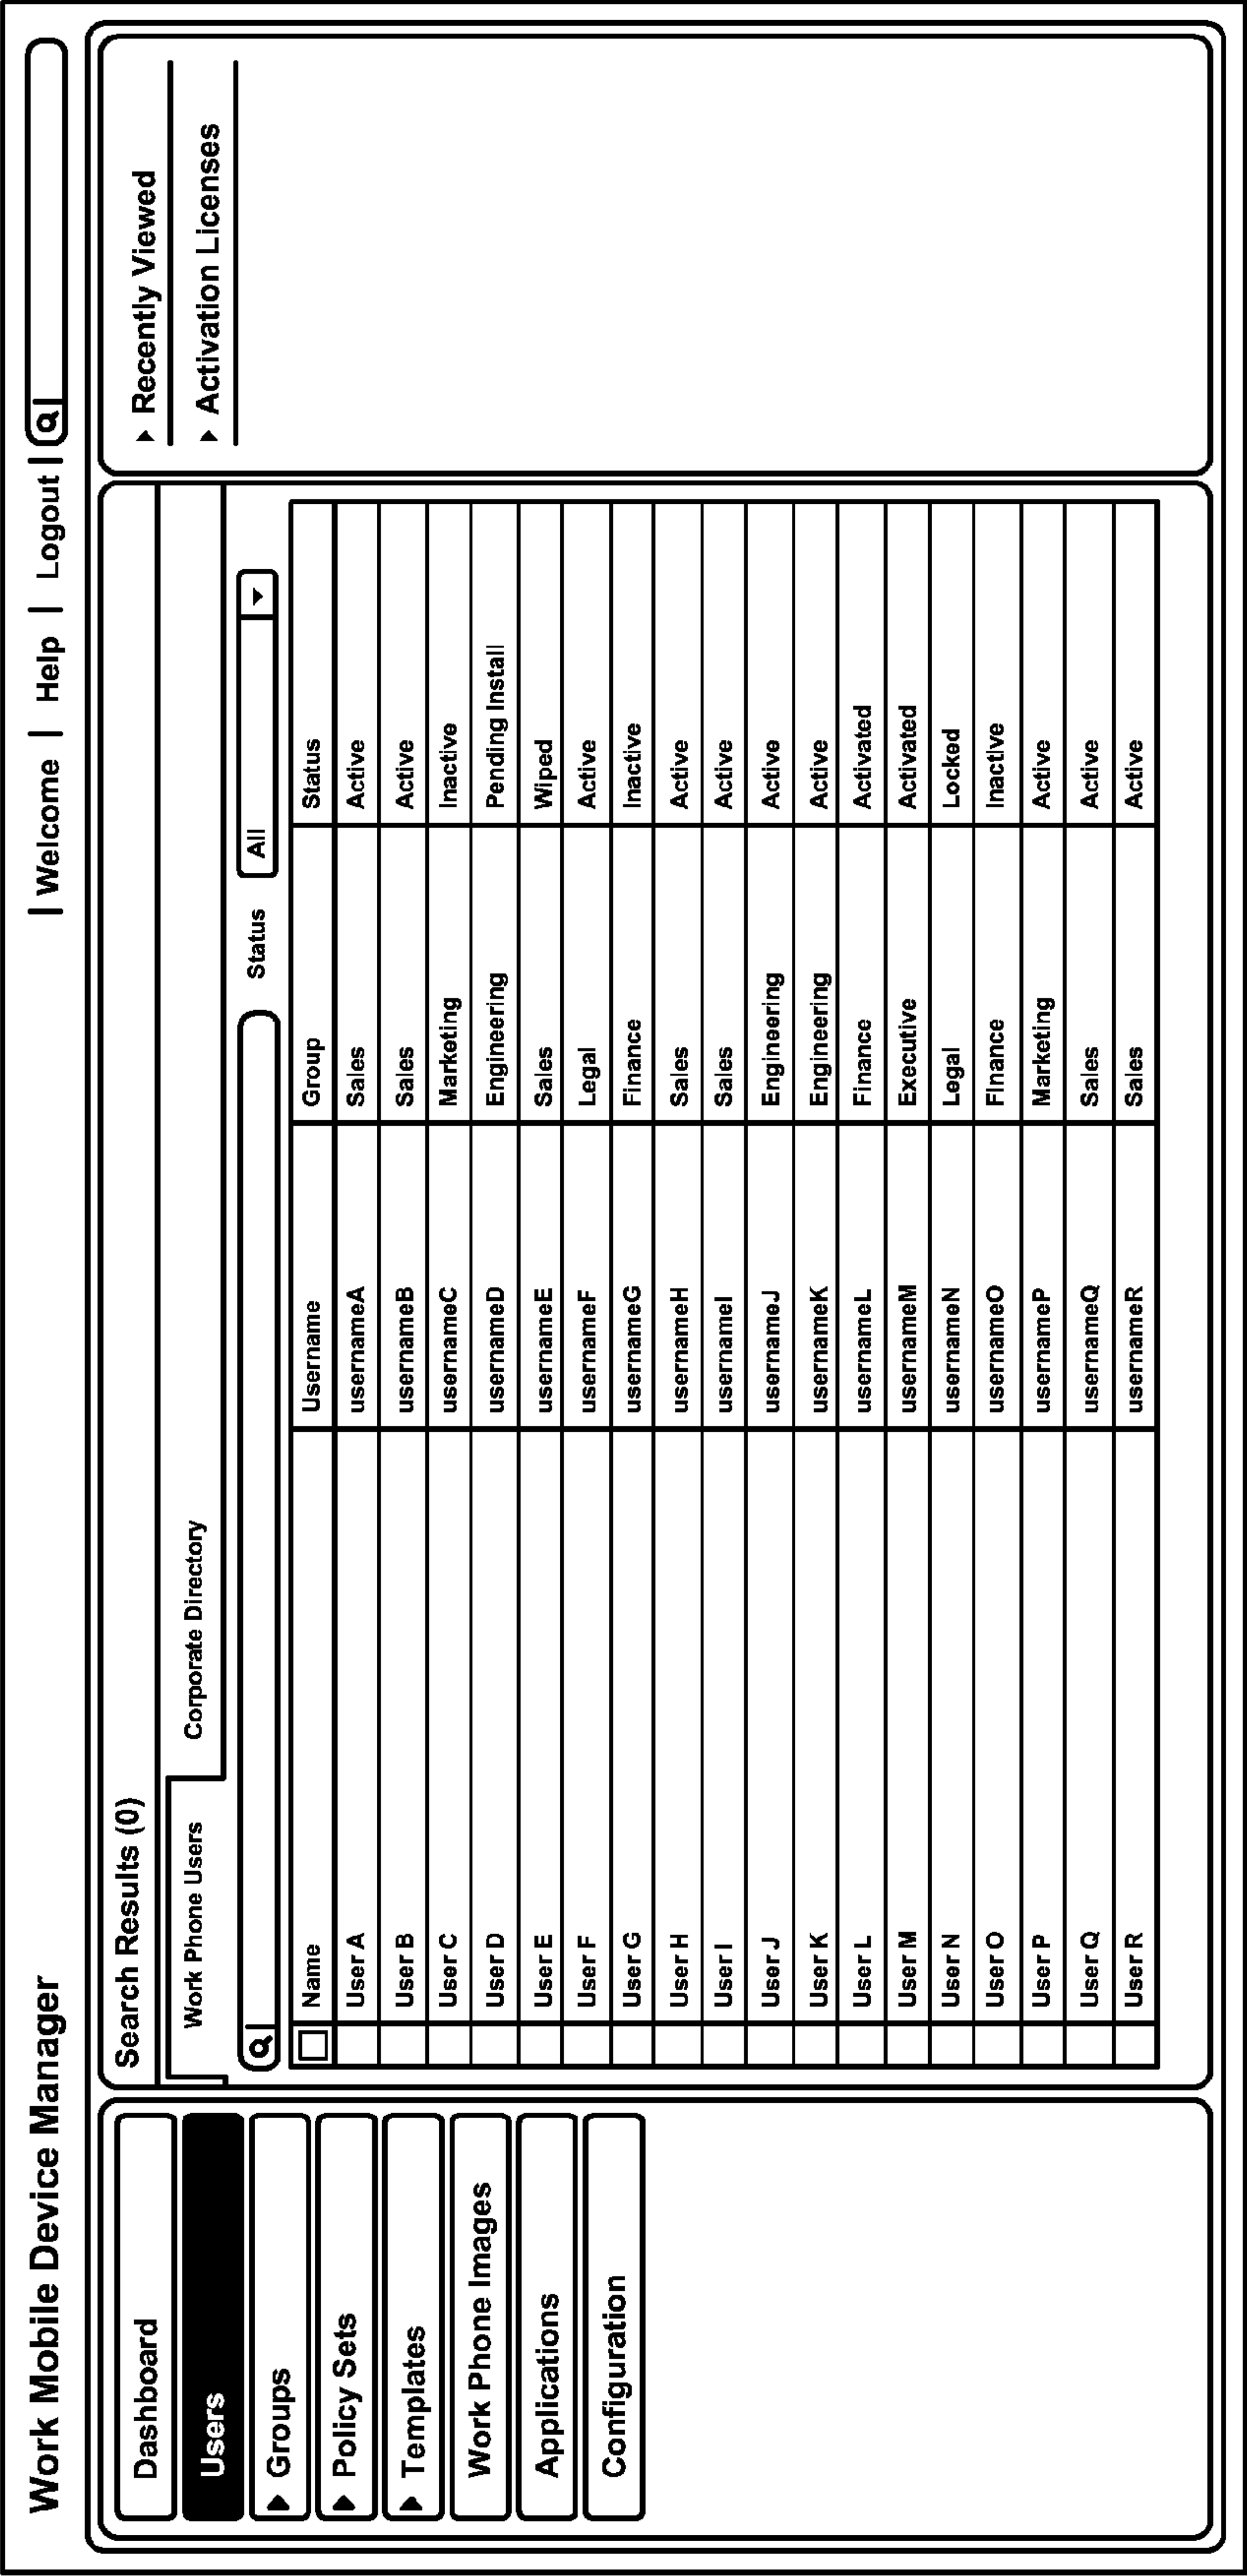 Work Mobile Device Manager
| Welcome | Help | Logout |
Dashboard
Users
Groups
Policy Sets
Templates
Work Phone Images
Applications
Configuration
Search Results (0)
Work Phone Users Corporate Directory
Status All
Name Username Group Status
User A usernameA Sales Active
User B usernameB Sales Active
User C usernameC Marketing Inactive
User D usernameD Engineering Pending Install
User E usernameE Sales Wiped
User F usernameF Legal Active
User G usernameG Finance Inactive
User H usernameH Sales Active
User I usernameI Sales Active
User J usernameJ Engineering Active
User K usernameK Engineering Active
User L usernameL Finance Activated
User M usernameM Executive Activated
User N usernameN Legal Locked
User O usernameO Finance Inactive
User P usernameP Marketing Active
User Q usernameQ Sales Active
User R usernameR Sales Active
Recently Viewed
Activation Licenses